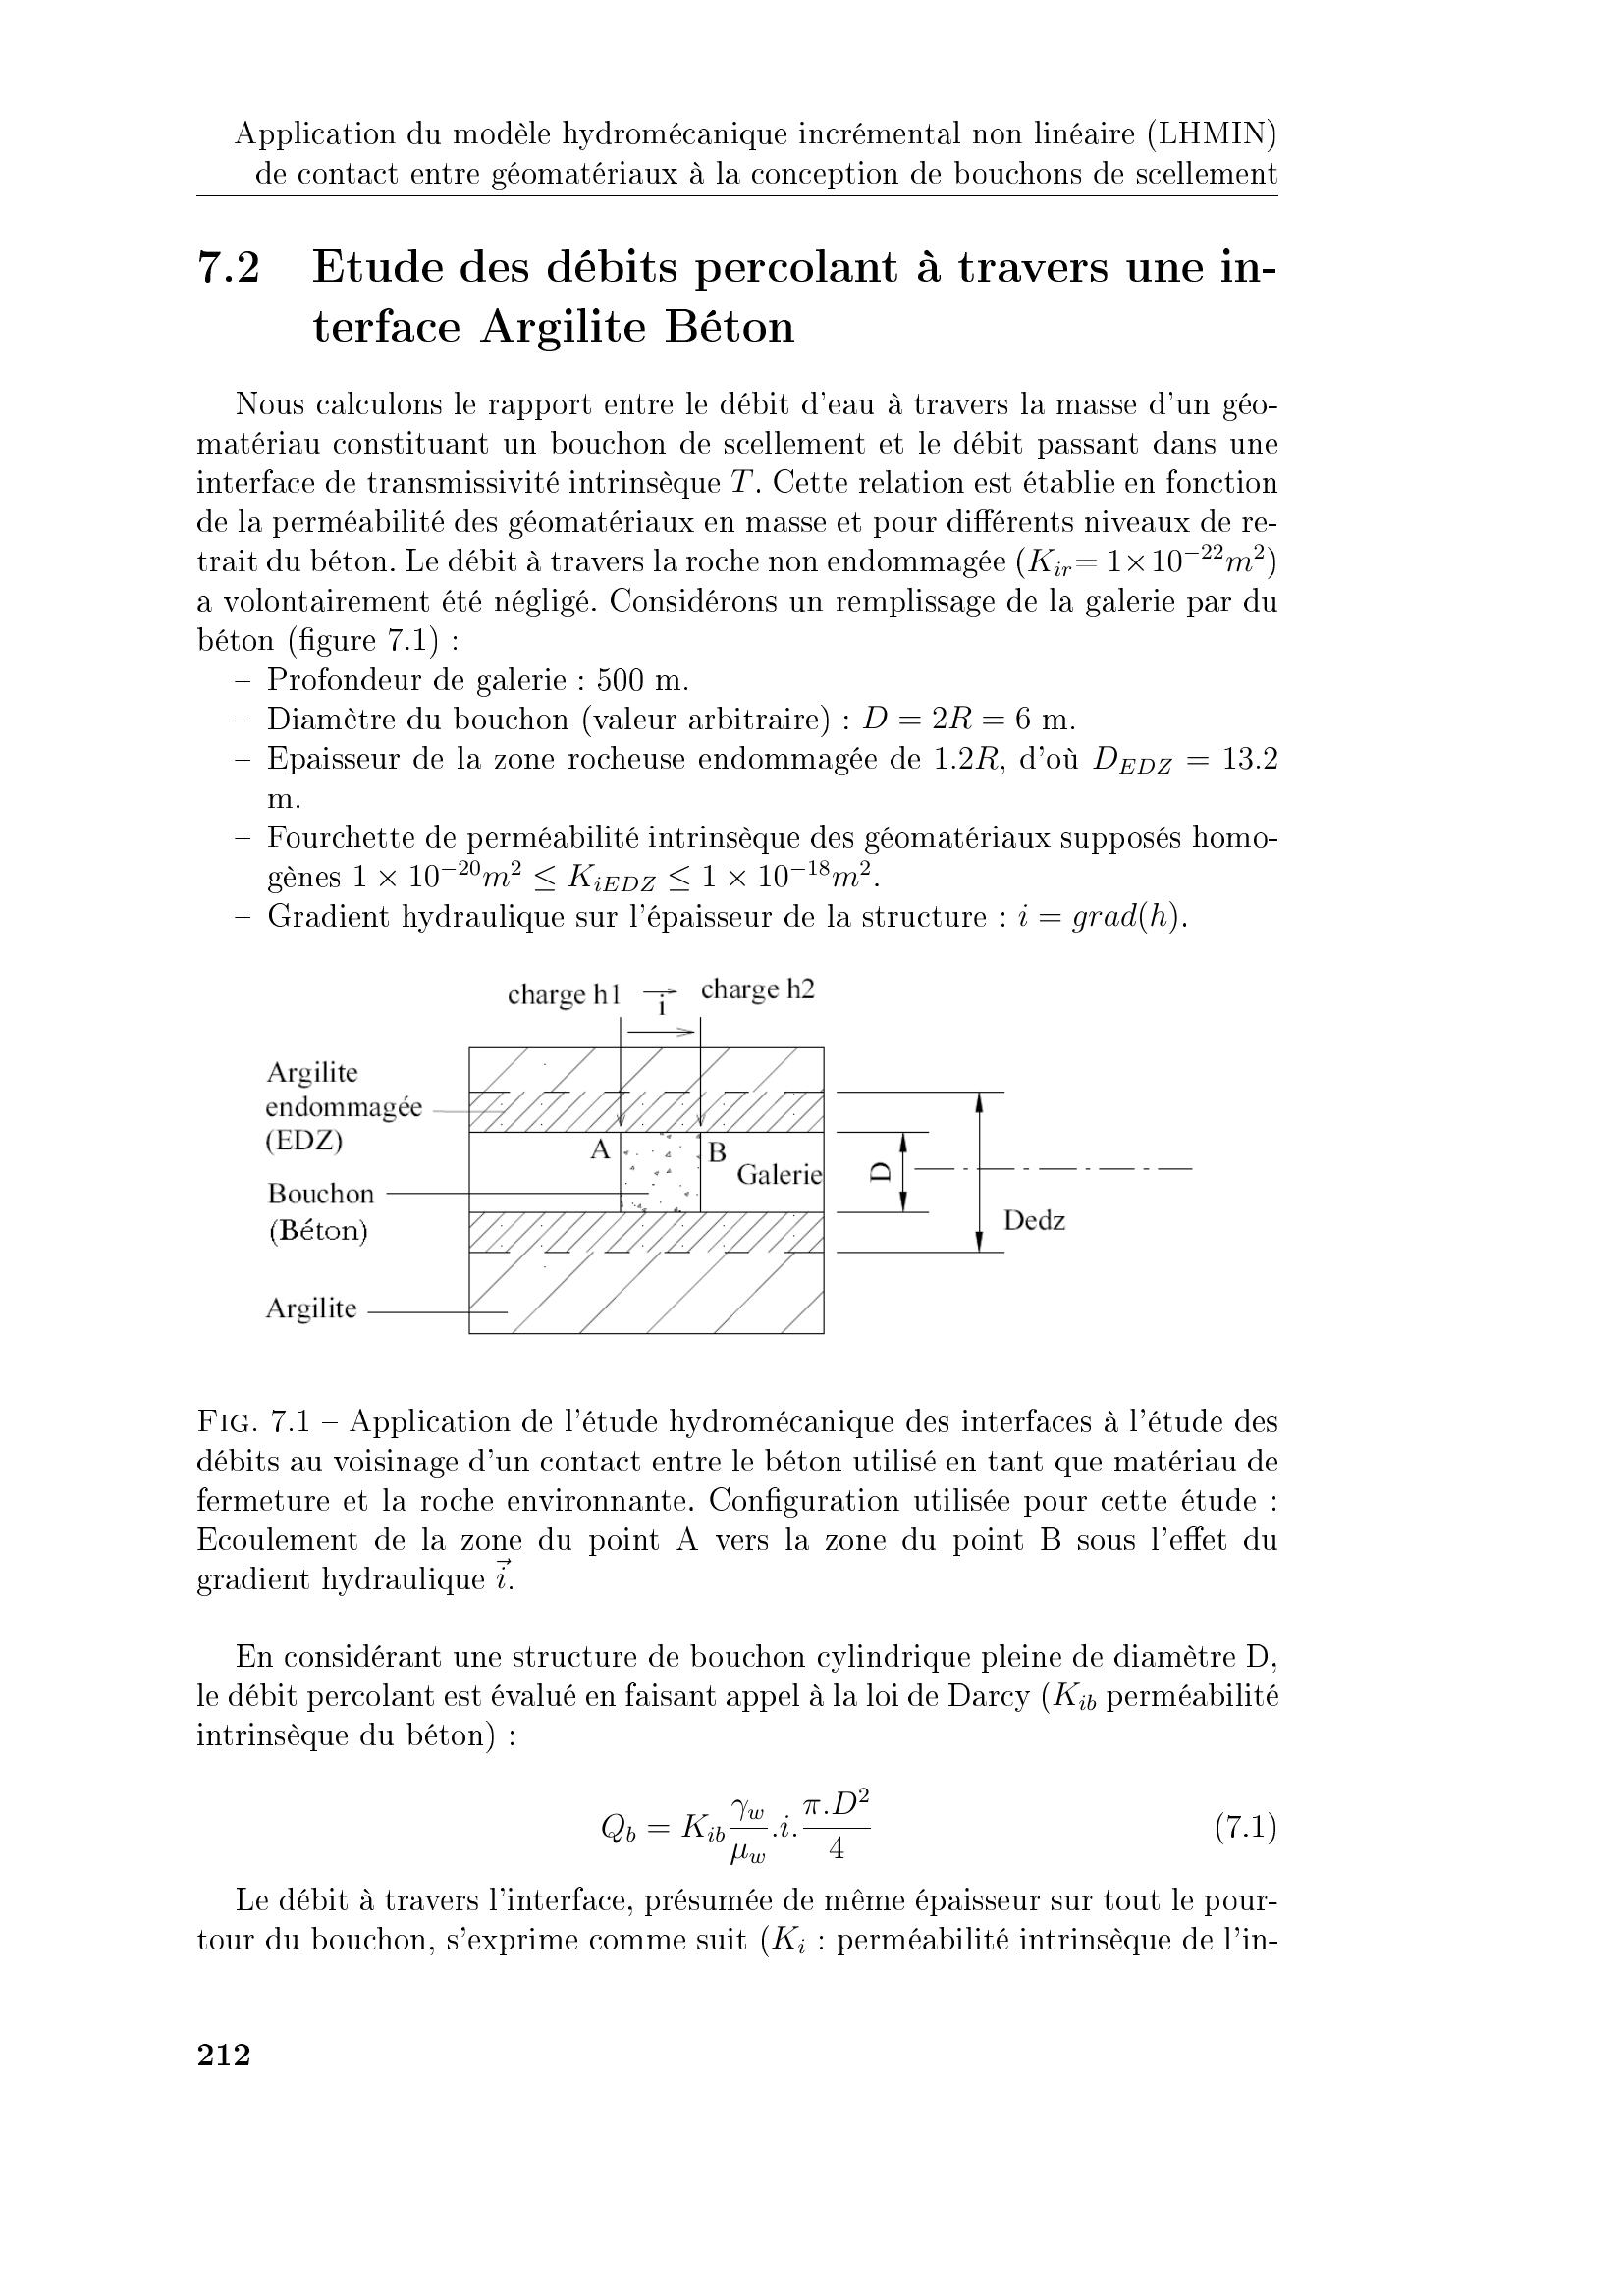 Application du modèle hydromécanique incrémental non linéaire (LHMIN)
de contact entre géomatériaux à la conception de bouchons de scellement
7.2 Etude des débits percolant à travers une in-
terface Argilite Béton
Nous calculons le rapport entre le débit d'eau à travers la masse d'un géo-
matériau constituant un bouchon de scellement et le débit passant dans une
interface de transmissivité intrinsèque T. Cette relation est établie en fonction
de la perméabilité des géomatériaux en masse et pour différents niveaux de re-
trait du béton. Le débit à travers la roche non endommagée (K_{ir}= 1×10^{-22}m^2)
a volontairement été négligé. Considérons un remplissage de la galerie par du
béton (figure 7.1) :
– Profondeur de galerie : 500 m.
– Diamètre du bouchon (valeur arbitraire) : D = 2R = 6 m.
– Epaisseur de la zone rocheuse endommagée de 1.2R, d'où D_{EDZ} = 13.2
m.
– Fourchette de perméabilité intrinsèque des géomatériaux supposés homo-
gènes 1 × 10^{-20}m^2 ≤ K_{iEDZ} ≤ 1 × 10^{-18}m^2.
– Gradient hydraulique sur l'épaisseur de la structure : i = grad(h).
charge h1 i charge h2
Argilite
endommagée
(EDZ)
A B
Galerie
D
Bouchon
(Béton)
Dedz
Argilite
FIG. 7.1 – Application de l'étude hydromécanique des interfaces à l'étude des
débits au voisinage d'un contact entre le béton utilisé en tant que matériau de
fermeture et la roche environnante. Configuration utilisée pour cette étude :
Ecoulement de la zone du point A vers la zone du point B sous l'effet du
gradient hydraulique \vec{i}.
En considérant une structure de bouchon cylindrique pleine de diamètre D,
le débit percolant est évalué en faisant appel à la loi de Darcy (K_{ib} perméabilité
intrinsèque du béton) :
Q_b = K_{ib}\frac{\gamma_w}{\mu_w}.i.\frac{\pi.D^2}{4} (7.1)
Le débit à travers l'interface, présumée de même épaisseur sur tout le pour-
tour du bouchon, s'exprime comme suit (K_i : perméabilité intrinsèque de l'in-
212